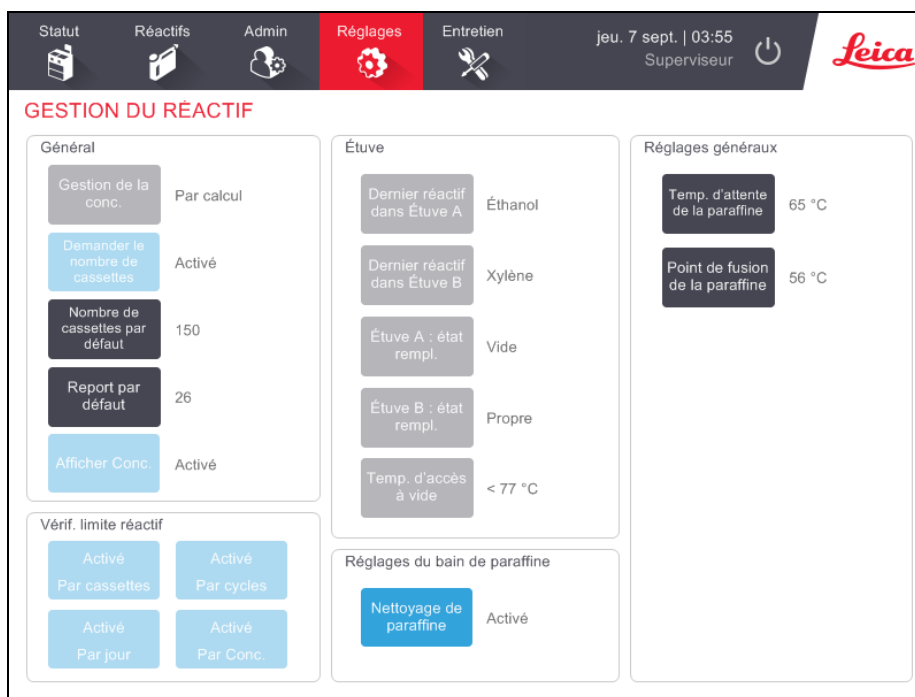 Statut Réactifs Admin Réglages Entretien
jeu. 7 sept. | 03:55
Superviseur
Leica
GESTION DU RÉACTIF
Général
Gestion de la
conc.
Par calcul
Demander le
nombre de
cassettes
Activé
Nombre de
cassettes par
défaut
150
Report par
défaut
26
Afficher Conc.
Activé
Vérif. limite réactif
Activé
Par cassettes
Activé
Par cycles
Activé
Par jour
Activé
Par Conc.
Étuve
Dernier réactif
dans Étuve A
Éthanol
Dernier réactif
dans Étuve B
Xylène
Étuve A : état
rempl.
Vide
Étuve B : état
rempl.
Propre
Temp. d'accès
à vide
< 77 °C
Réglages du bain de paraffine
Nettoyage de
paraffine
Activé
Réglages généraux
Temp. d'attente
de la paraffine
65 °C
Point de fusion
de la paraffine
56 °C